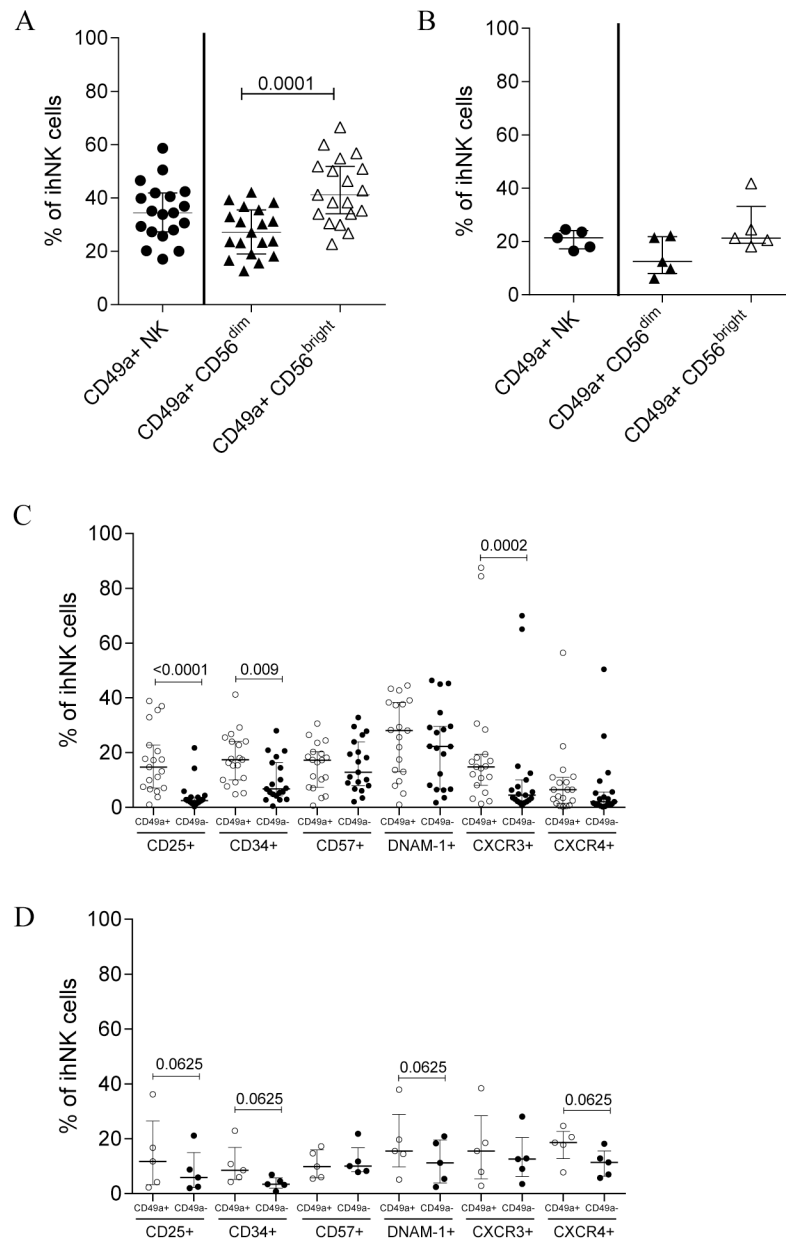 A
100
80
60
40
20
0
% of ihNK cells
0.0001
CD49a+ NK
CD49a+ CD56dim
CD49a+ CD56bright
B
100
80
60
40
20
0
% of ihNK cells
CD49a+ NK
CD49a+ CD56dim
CD49a+ CD56bright
C
100
80
60
40
20
0
% of ihNK cells
<0.0001
0.009
0.0002
CD49a+ CD49a- CD49a+ CD49a- CD49a+ CD49a- CD49a+ CD49a- CD49a+ CD49a- CD49a+ CD49a-
CD25+ CD34+ CD57+ DNAM-1+ CXCR3+ CXCR4+
D
100
80
60
40
20
0
% of ihNK cells
0.0625
0.0625
0.0625
0.0625
CD49a+ CD49a- CD49a+ CD49a- CD49a+ CD49a- CD49a+ CD49a- CD49a+ CD49a- CD49a+ CD49a-
CD25+ CD34+ CD57+ DNAM-1+ CXCR3+ CXCR4+